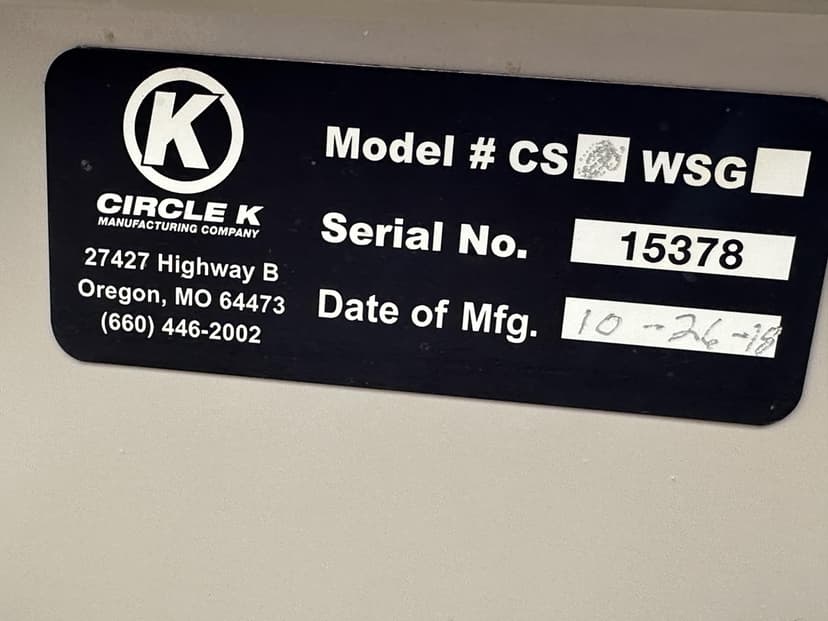 K
CIRCLE K
MANUFACTURING COMPANY
27427 Highway B
Oregon, MO 64473
(660) 446-2002
Model # CS WSG
Serial No. 15378
Date of Mfg. 10-26-18